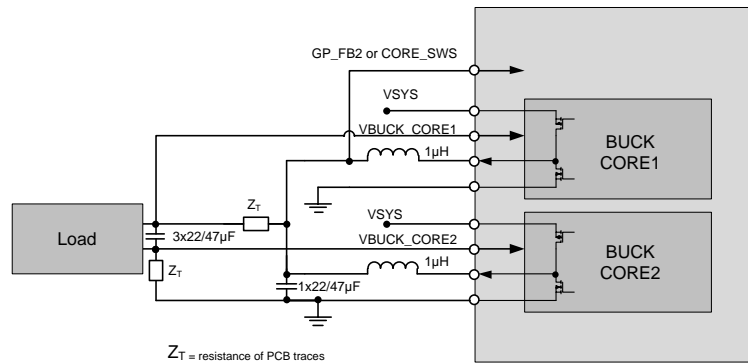 GP_FB2 or CORE_SWS
VSYS
VBUCK_CORE1
1µH
BUCK
CORE1
ZT
VSYS
Load
3x22/47µF
VBUCK_CORE2
BUCK
CORE2
1µH
ZT
1x22/47µF
ZT = resistance of PCB traces